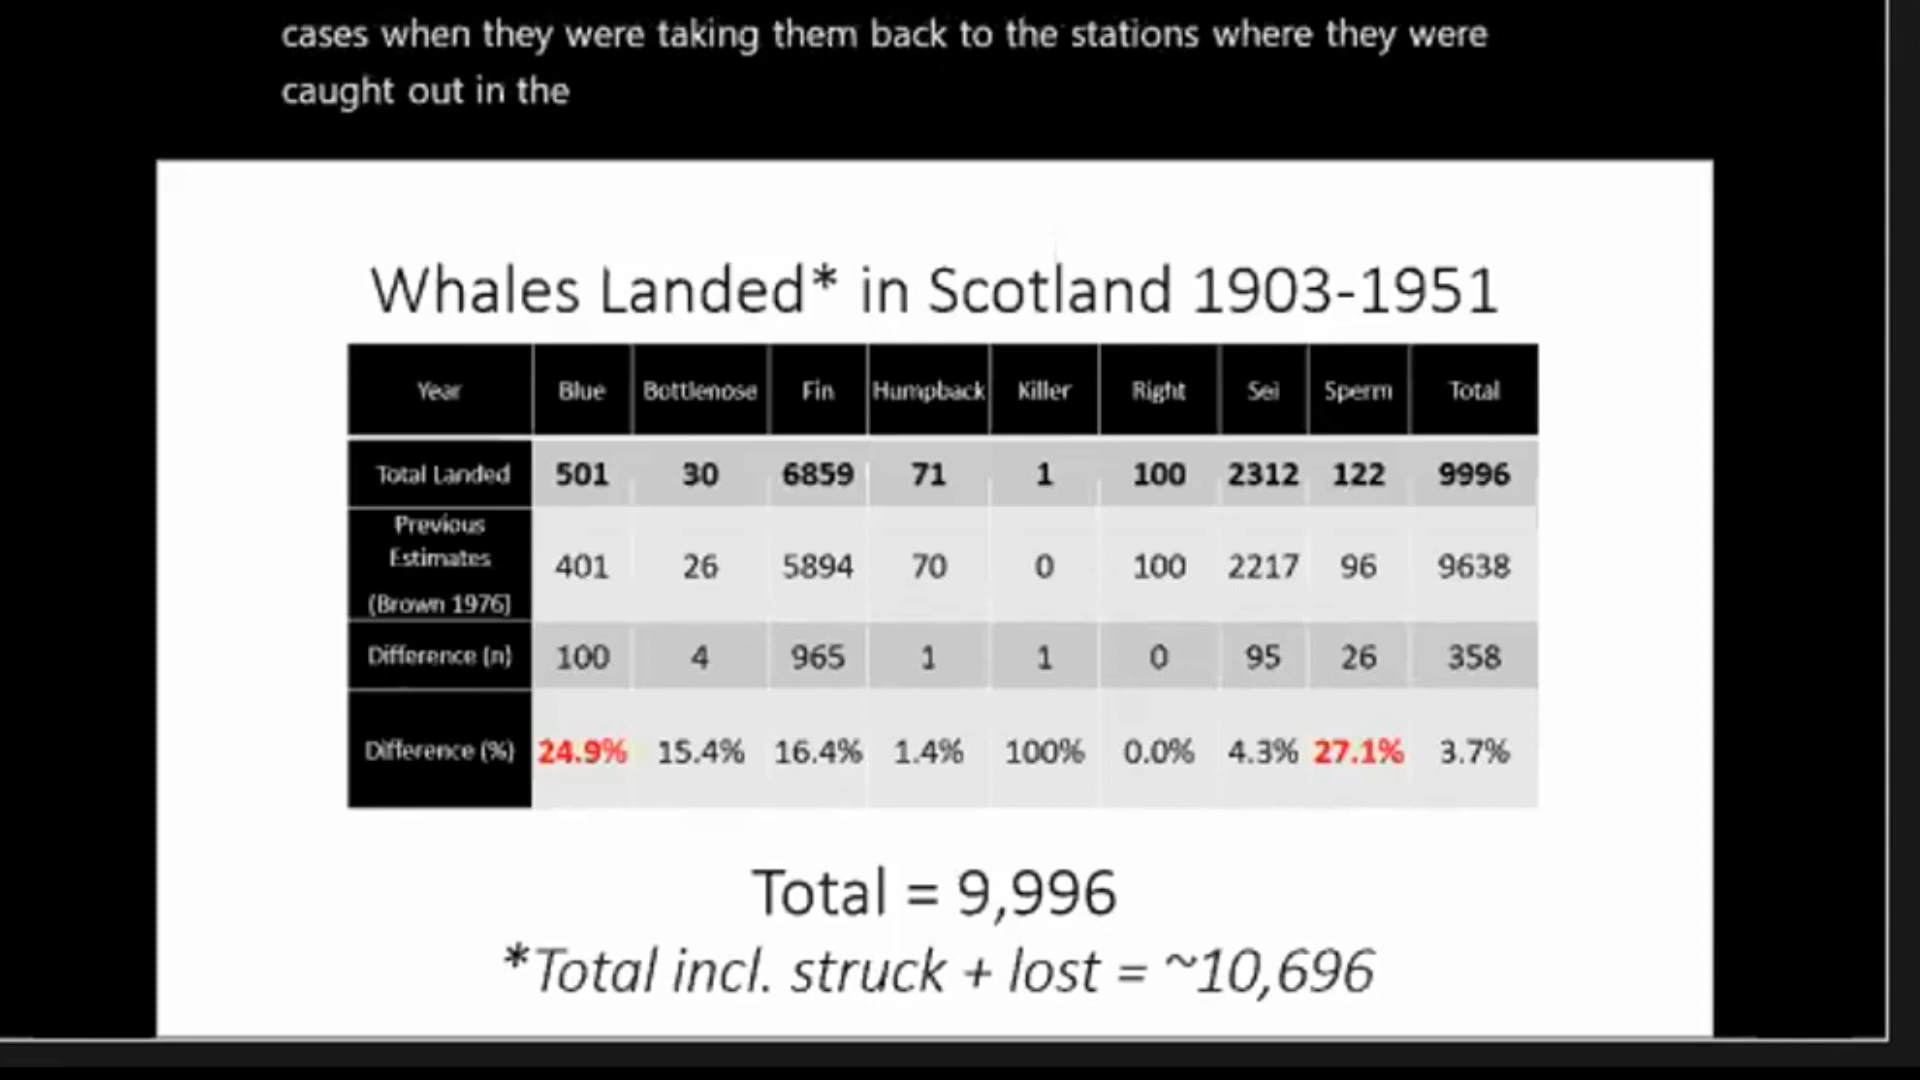 cases when they were taking them back to the stations where they were
caught out in the
Whales Landed* in Scotland 1903-1951
Year Blue Bottlenose Fin Humpback Killer Right Sei Sperm Total
Total Landed 501 30 6859 71 1 100 2312 122 9996
Previous
Estimates
(Brown 1976) 401 26 5894 70 0 100 2217 96 9638
Difference (n) 100 4 965 1 1 0 95 26 358
Difference (%) 24.9% 15.4% 16.4% 1.4% 100% 0.0% 4.3% 27.1% 3.7%
Total = 9,996
*Total incl. struck + lost = ~10,696